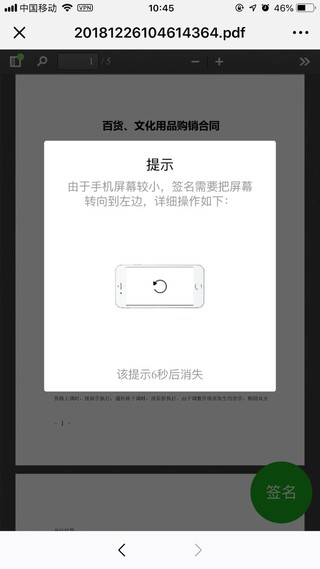 中国移动 VPN 10:45 46%
20181226104614364.pdf
1 / 5
百货、文化用品购销合同
提示
由于手机屏幕较小，签名需要把屏幕
转向到左边，详细操作如下：
该提示6秒后消失
- 1 -
签名